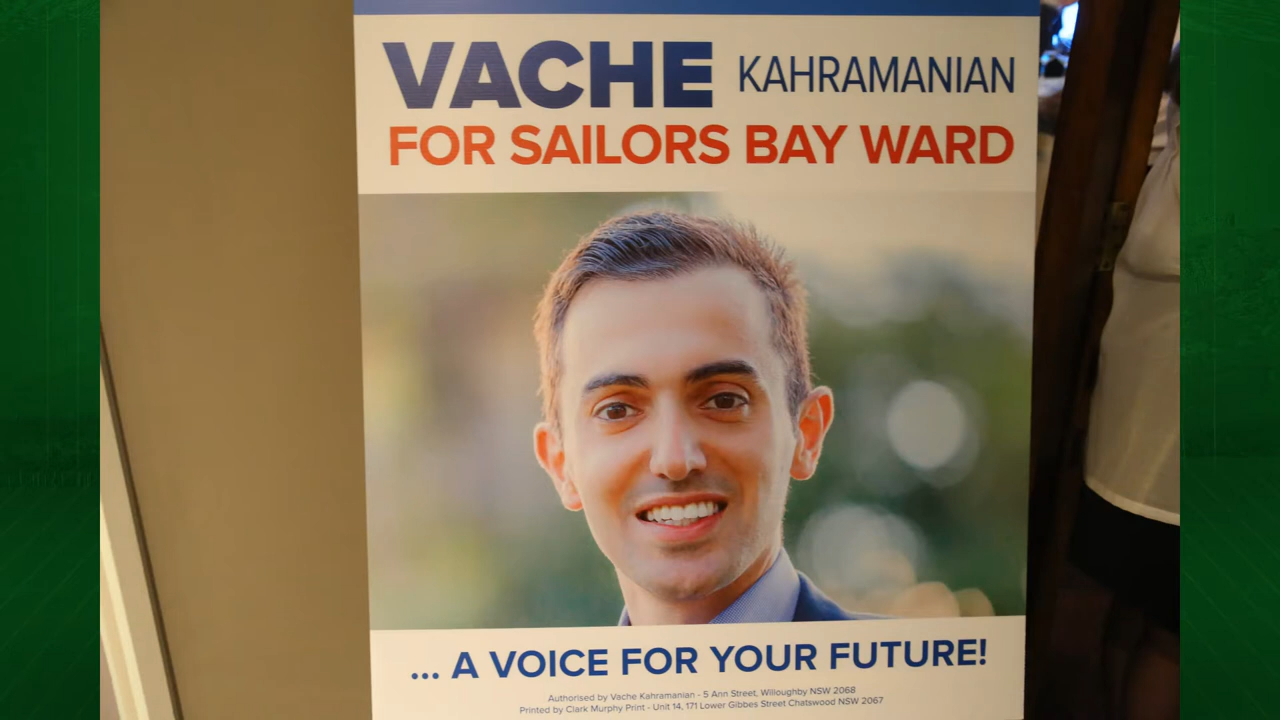 VACHE KAHRAMANIAN
FOR SAILORS BAY WARD
... A VOICE FOR YOUR FUTURE!
Authorised by Vache Kahramanian - 5 Ann Street, Willoughby NSW 2068
Printed by Clark Murphy Print - Unit 14, 171 Lower Gibbes Street Chatswood NSW 2067